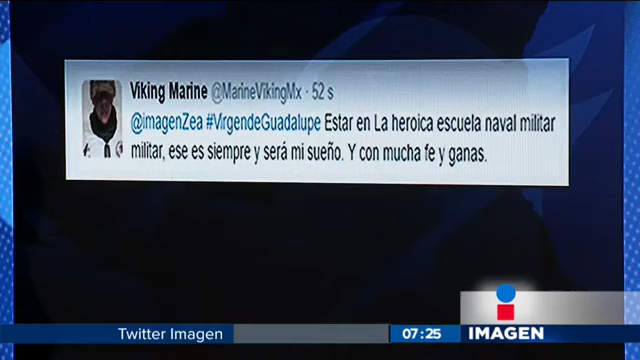 Viking Marine @MarineVikingMx · 52 s
@imagenZea #VirgendeGuadalupe Estar en La heroica escuela naval militar
militar, ese es siempre y será mi sueño. Y con mucha fe y ganas.
IMAGEN
Twitter Imagen
07:25